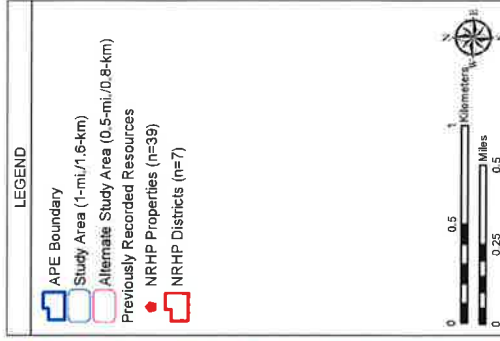 LEGEND
APE Boundary
Study Area (1-mi./1.6-km)
Alternate Study Area (0.5-mi./0.8-km)
Previously Recorded Resources
NRHP Properties (n=39)
NRHP Districts (n=7)
0 0.5 1
Kilometers
Miles
0 0.25 0.5
N
E
W